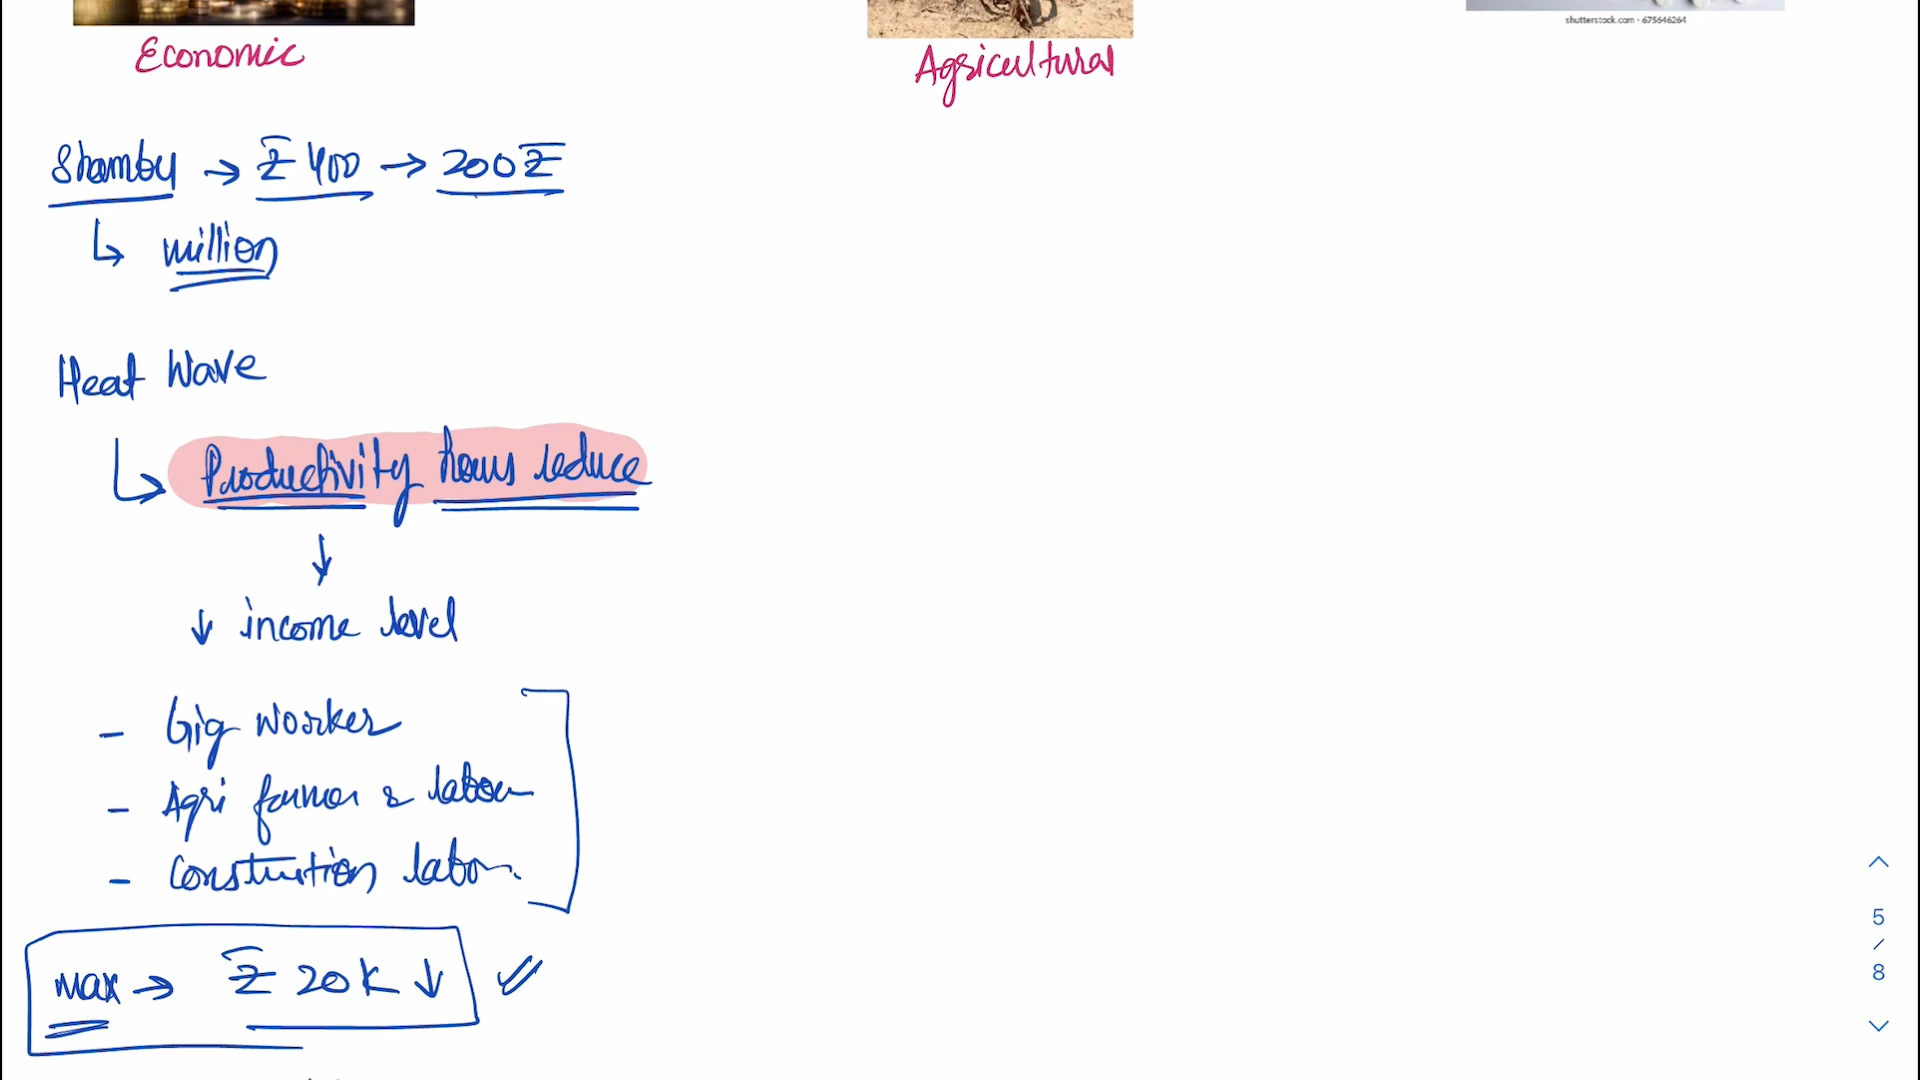 Economic
Agricultural
shutterstock.com · 675646264
Shamby → ₹ 400 → 200 ₹
↳ million
Heat Wave
↳ Productivity hours reduce
↓
↓ income level
- Gig worker
- Agri farmer & labour
- Construction labour
max → ₹ 20K ↓
5
/
8